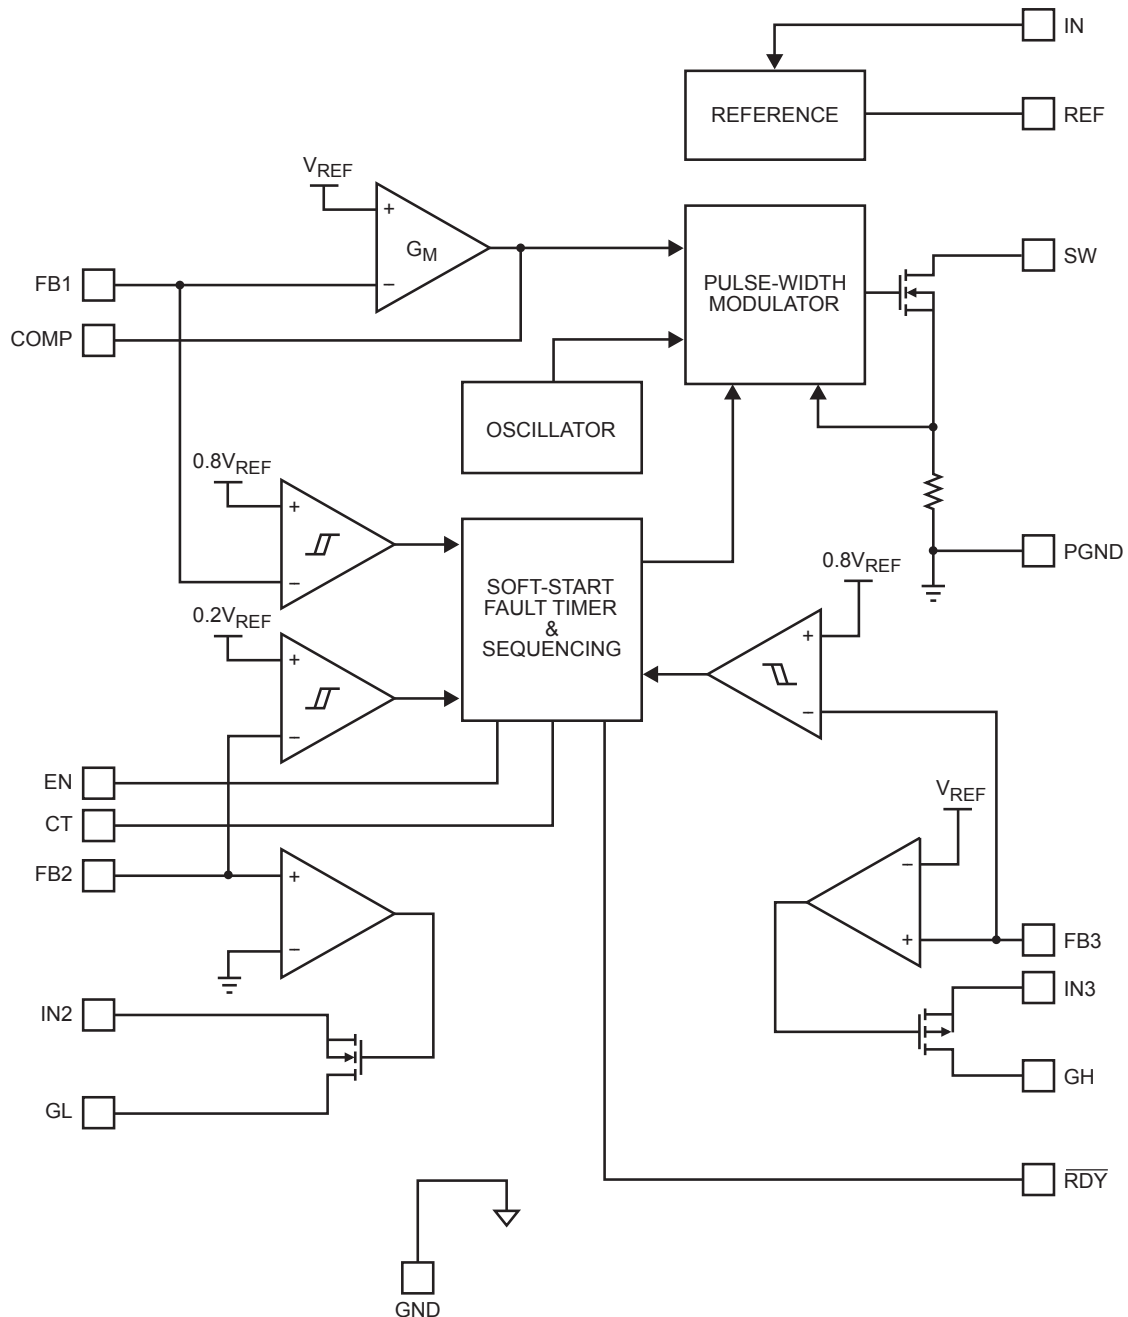 IN
REFERENCE
REF
VREF
+
GM
−
FB1
COMP
PULSE-WIDTH
MODULATOR
SW
OSCILLATOR
0.8VREF
+
−
SOFT-START
FAULT TIMER
&
SEQUENCING
PGND
0.8VREF
+
−
0.2VREF
+
−
EN
CT
FB2
+
−
VREF
−
+
FB3
IN3
GH
IN2
GL
RDY
GND